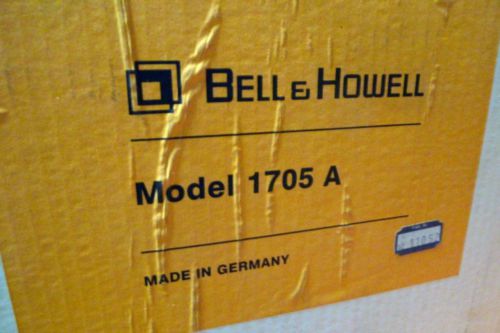 BELL & HOWELL
Model 1705 A
MADE IN GERMANY